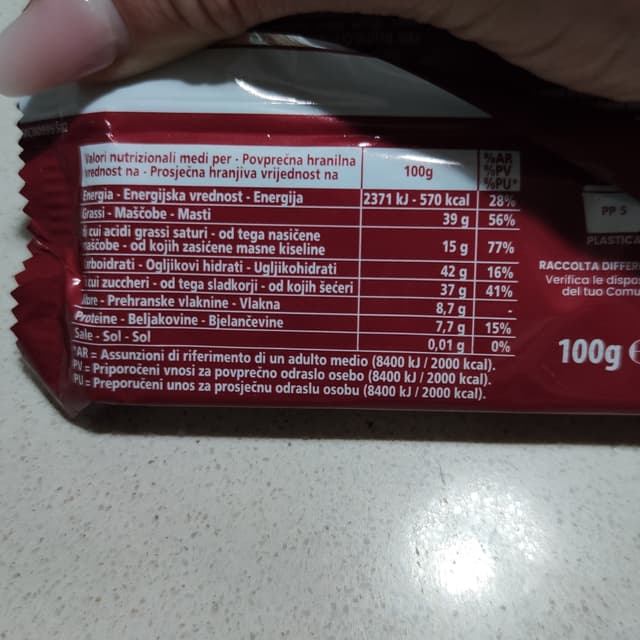 Valori nutrizionali medi per - Povprečna hranilna
vrednost na - Prosječna hranjiva vrijednost na
100g
%AR
%PV
%PU*
Energia - Energijska vrednost - Energija 2371 kJ - 570 kcal 28%
Grassi - Maščobe - Masti 39 g 56%
di cui acidi grassi saturi - od tega nasičene
maščobe - od kojih zasićene masne kiseline 15 g 77%
Carboidrati - Ogljikovi hidrati - Ugljikohidrati 42 g 16%
di cui zuccheri - od tega sladkorji - od kojih šećeri 37 g 41%
Fibre - Prehranske vlaknine - Vlakna 8,7 g -
Proteine - Beljakovine - Bjelančevine 7,7 g 15%
Sale - Sol - Sol 0,01 g 0%
*AR = Assunzioni di riferimento di un adulto medio (8400 kJ / 2000 kcal).
PV = Priporočeni vnosi za povprečno odraslo osebo (8400 kJ / 2000 kcal).
PU = Preporučeni unos za prosječnu odraslu osobu (8400 kJ / 2000 kcal).
PP 5
PLASTICA
RACCOLTA DIFFER
Verifica le dispos
del tuo Comu
100g e